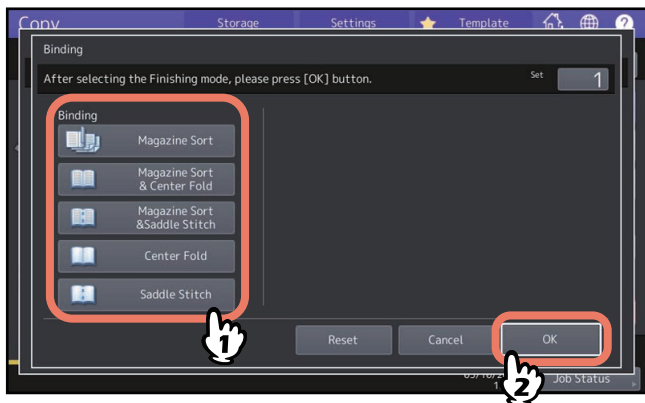 Copy Storage Settings Template ?
Binding
After selecting the Finishing mode, please press [OK] button.
Set 1
Binding
Magazine Sort
Magazine Sort
& Center Fold
Magazine Sort
&Saddle Stitch
Center Fold
Saddle Stitch
1
Reset Cancel OK
2
Job Status